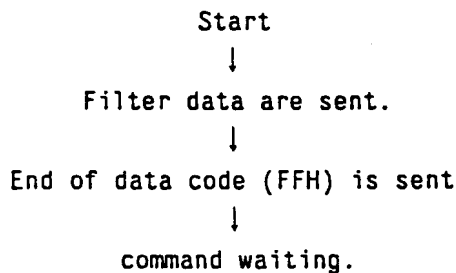 Start
↓
Filter data are sent.
↓
End of data code (FFH) is sent
↓
command waiting.